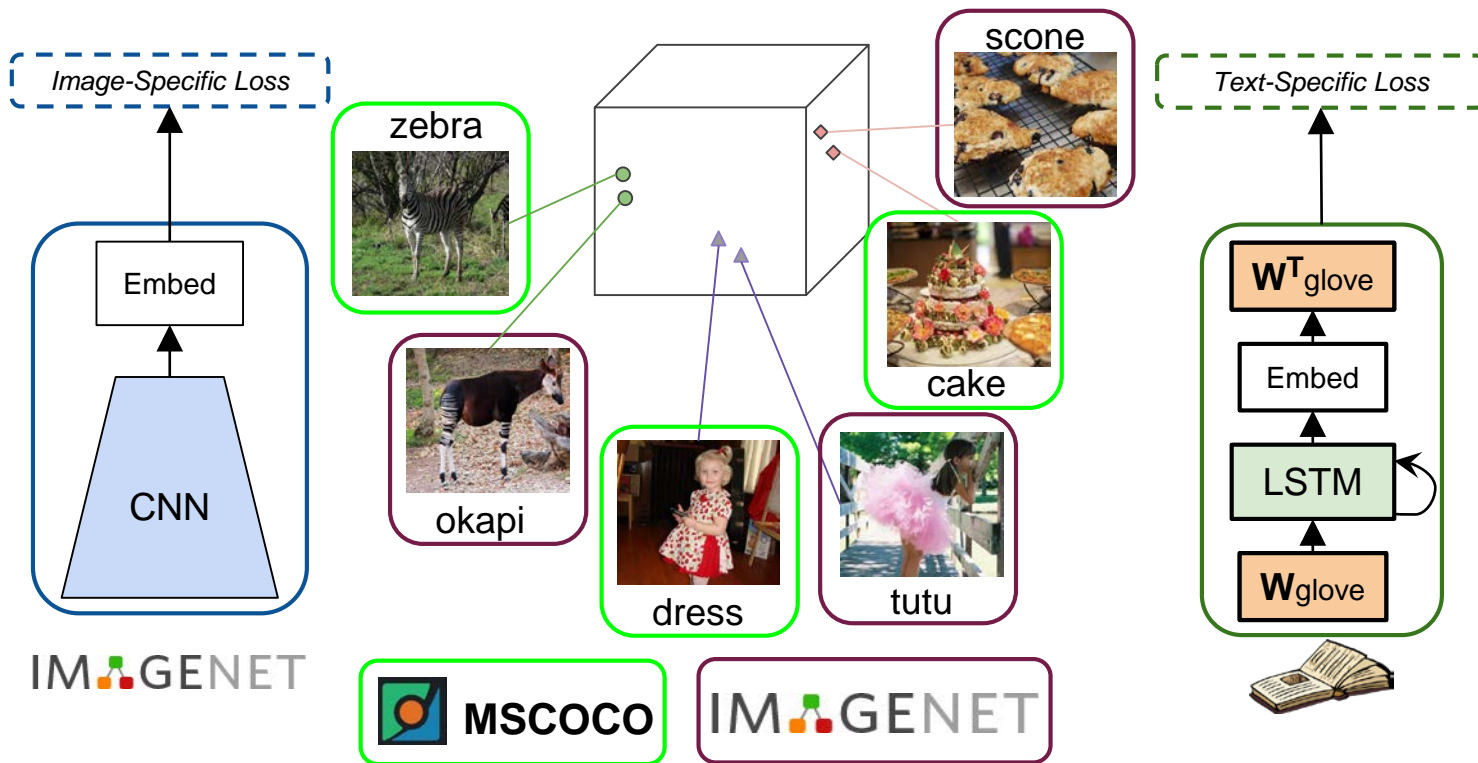 Image-Specific Loss
Embed
CNN
IMAGENET
zebra
okapi
dress
tutu
cake
scone
MSCOCO
IMAGENET
Text-Specific Loss
Wᵀglove
Embed
LSTM
Wglove